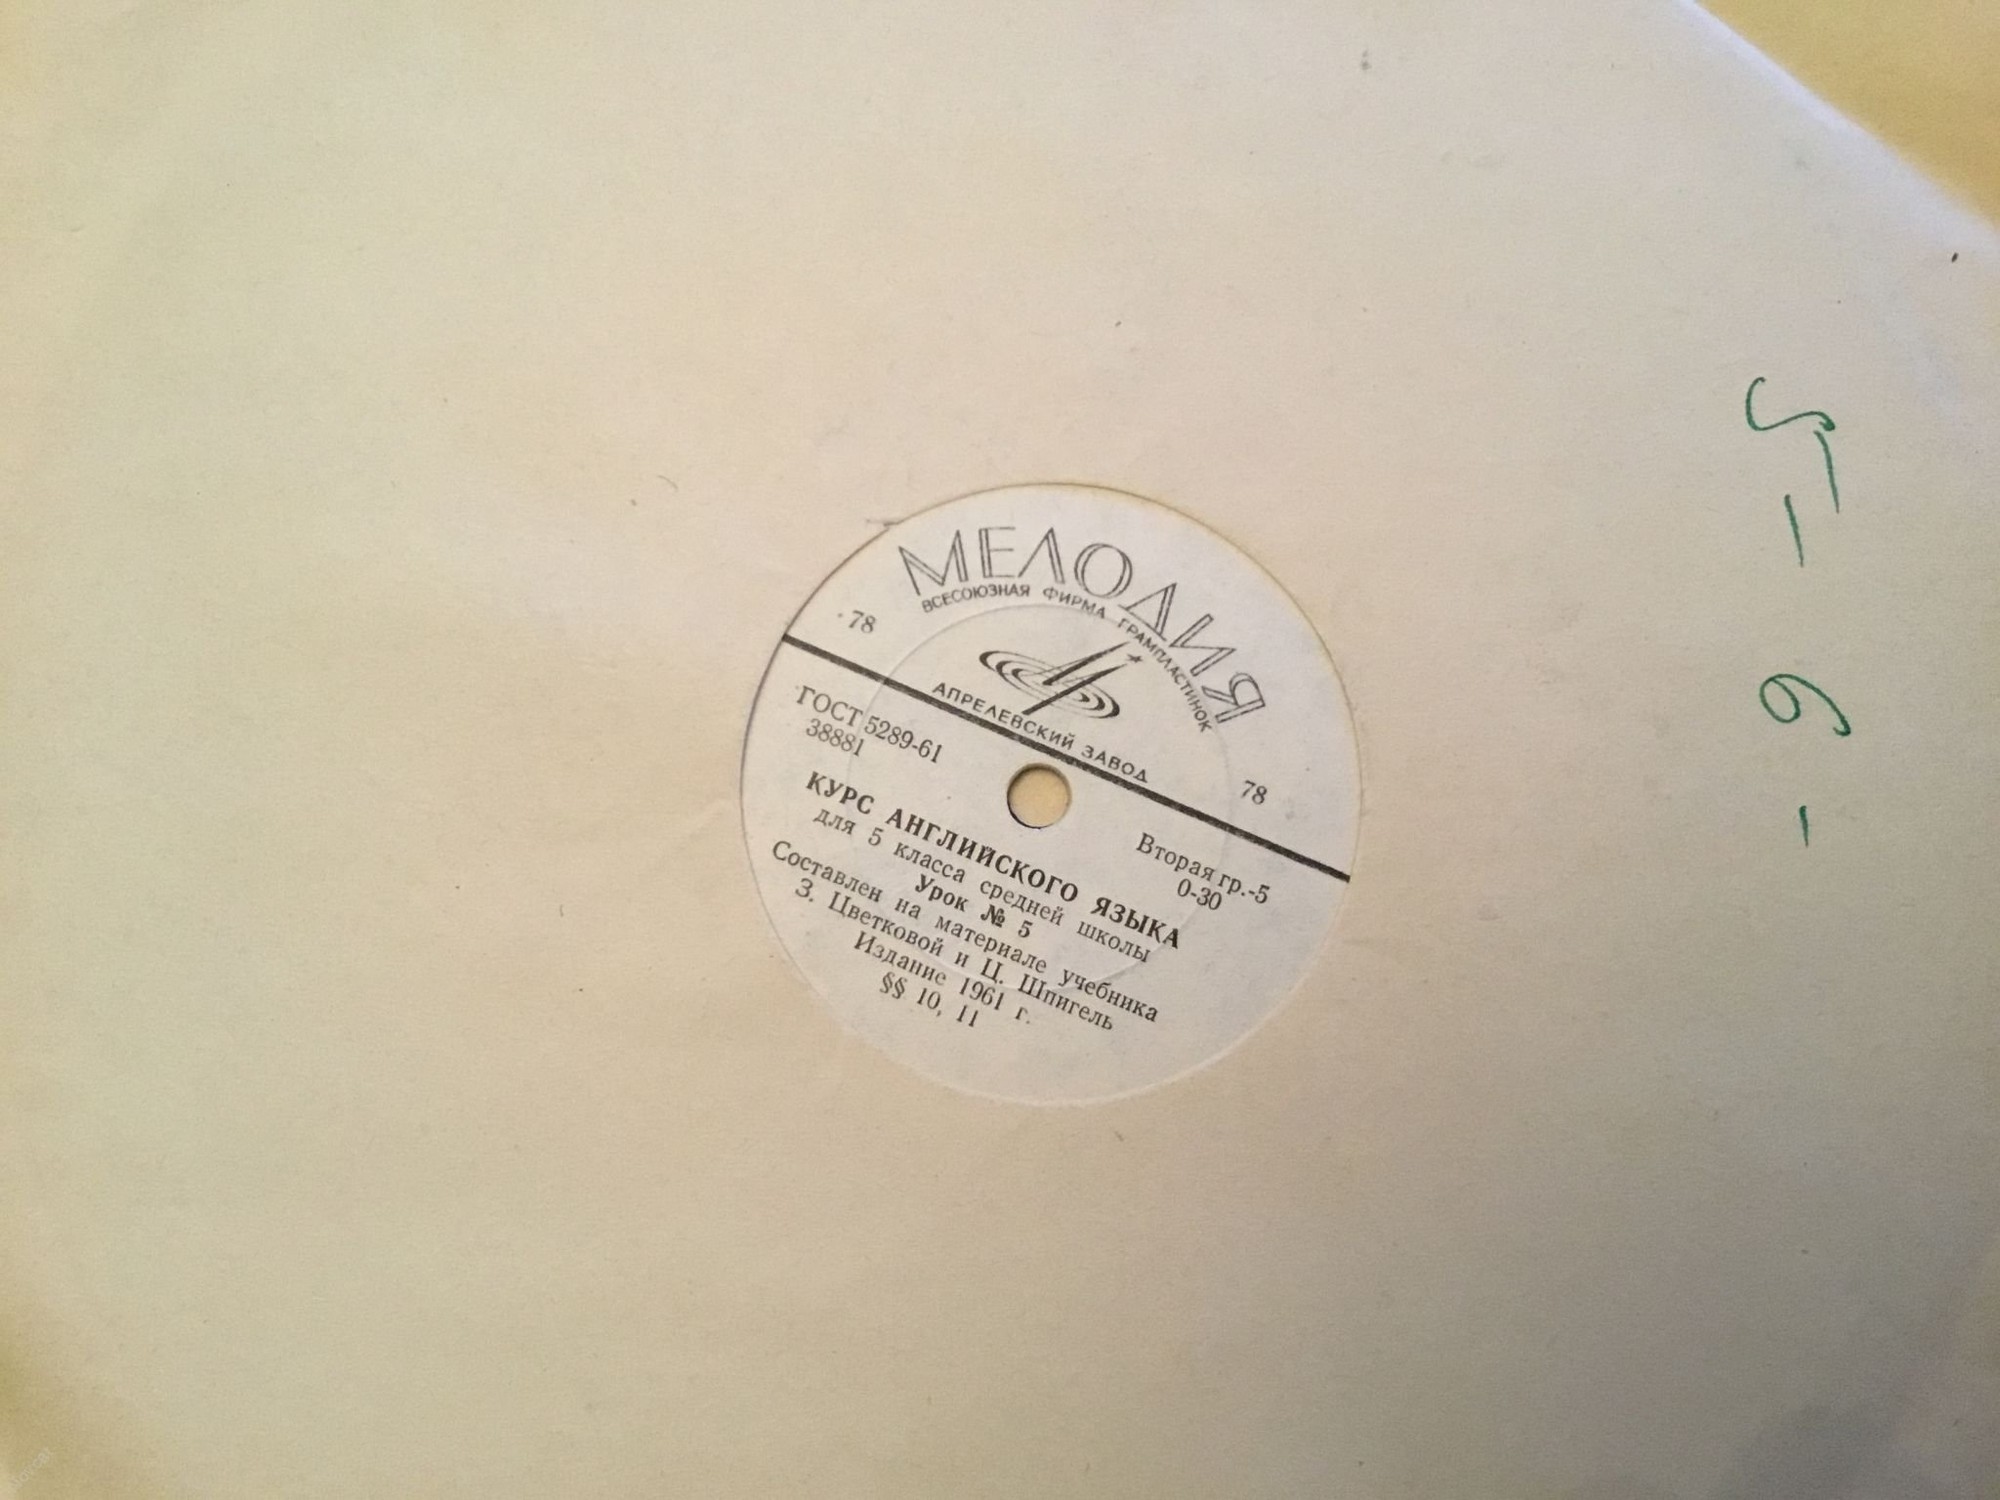 МЕЛОДИЯ
ВСЕСОЮЗНАЯ ФИРМА ГРАМПЛАСТИНОК
78
АПРЕЛЕВСКИЙ ЗАВОД
78
ГОСТ 5289-61
38881
Вторая гр.-5
0-30
КУРС АНГЛИЙСКОГО ЯЗЫКА
для 5 класса средней школы
Урок № 5
Составлен на материале учебника
З. Цветковой и Ц. Шпигель
Издание 1961 г.
§§ 10, 11
5 - 6 -